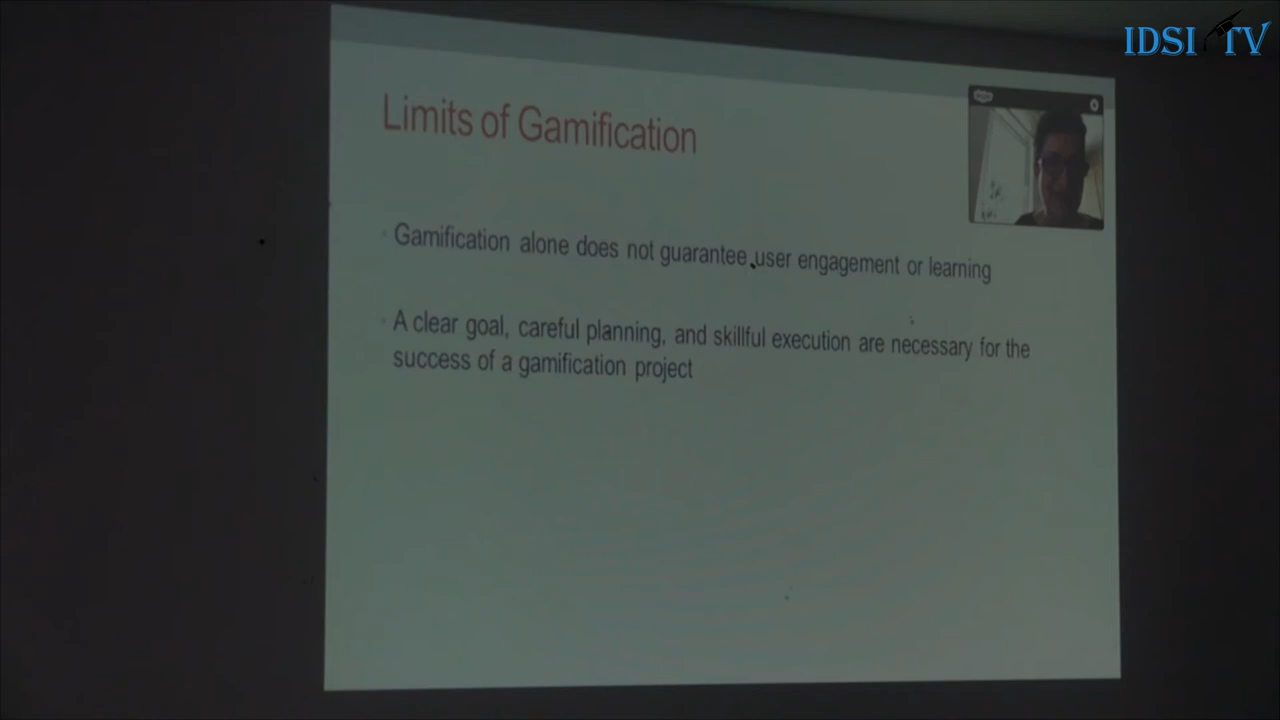 IDSI TV
Limits of Gamification
Gamification alone does not guarantee user engagement or learning
A clear goal, careful planning, and skillful execution are necessary for the
success of a gamification project